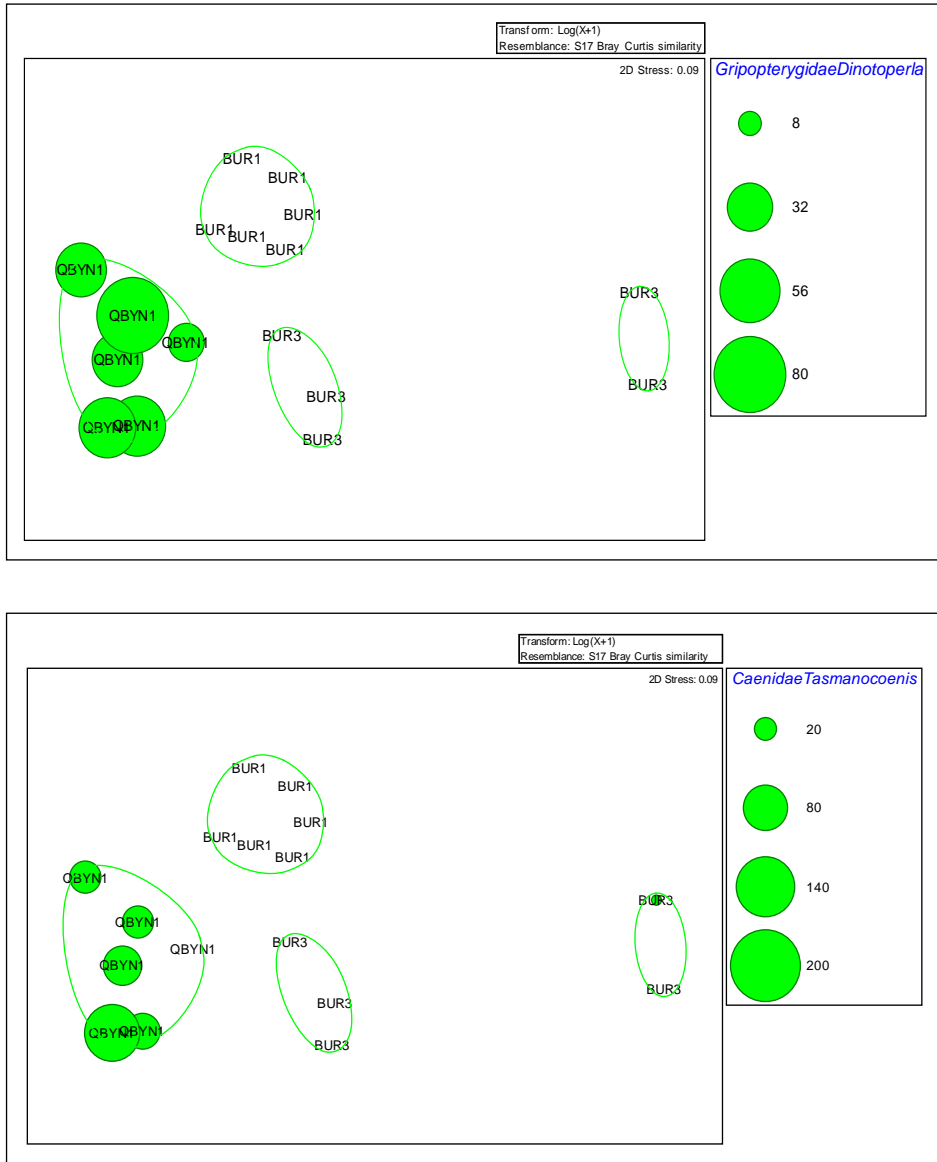 Transform: Log(X+1)
Resemblance: S17 Bray Curtis similarity
2D Stress: 0.09
GripopterygidaeDinotoperla
8
32
56
80
BUR1
BUR1
BUR1
BUR1
BUR1
BUR1
QBYN1
QBYN1
QBYN1
QBYN1
QBYN1
QBYN1
BUR3
BUR3
BUR3
BUR3
BUR3
Transform: Log(X+1)
Resemblance: S17 Bray Curtis similarity
2D Stress: 0.09
CaenidaeTasmanocoenis
20
80
140
200
BUR1
BUR1
BUR1
BUR1
BUR1
BUR1
QBYN1
QBYN1
QBYN1
QBYN1
QBYN1
QBYN1
BUR3
BUR3
BUR3
BUR3
BUR3